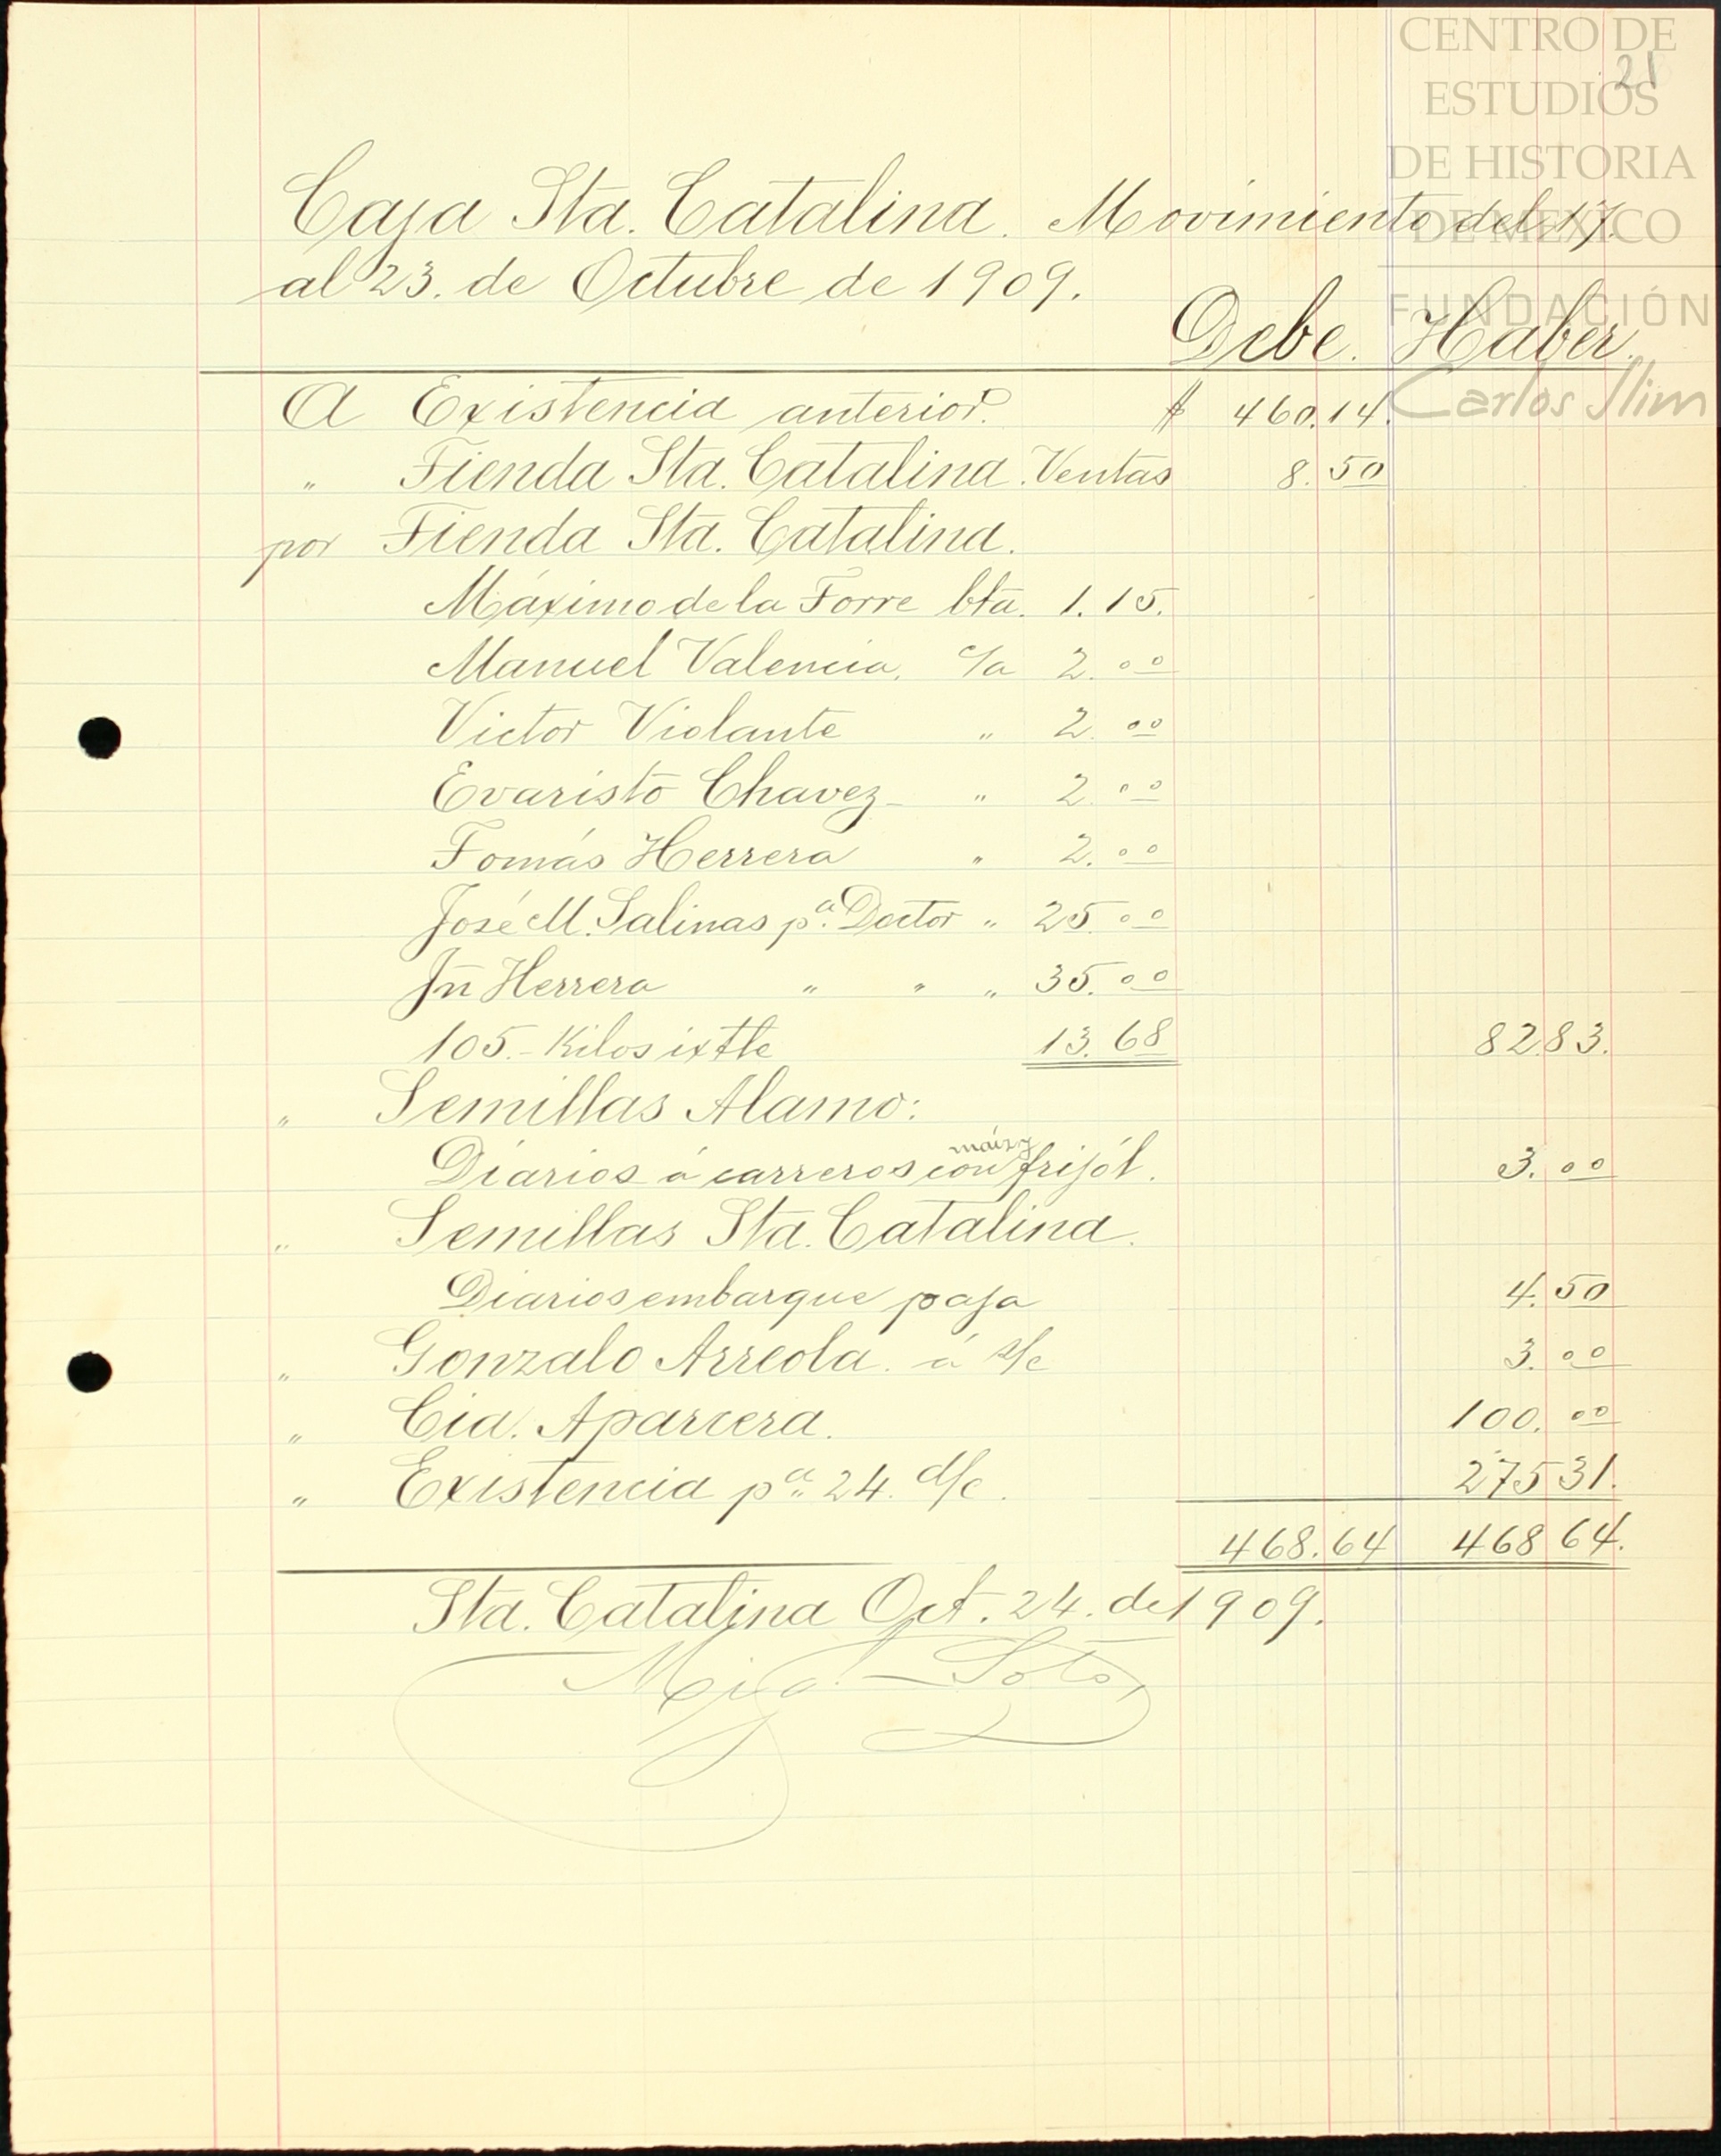 CENTRO DE
ESTUDIOS
DE HISTORIA
DE MÉXICO
FUNDACIÓN
Carlos Slim
21
Caja Sta. Catalina. Movimiento del 17.
al 23. de Octubre de 1909.
Debe. Haber.
A Existencia anterior. $ 460.14.
" Tienda Sta. Catalina. Ventas 8.50
por Tienda Sta. Catalina.
Máximo de la Torre bta. 1.15.
Manuel Valencia, c/a 2.00
Victor Violante " 2.00
Evaristo Chavez " 2.00
Tomás Herrera " 2.00
José M. Salinas pa. Doctor " 25.00
Jn Herrera " " " 35.00
105.- Kilos ixtle 13.68 82.83.
" Semillas Alamo:
Diarios á carreros con maíz y frijól. 3.00
" Semillas Sta. Catalina.
Diarios embarque paja 4.50
" Gonzalo Arreola. á s/c 3.00
" Cia. Aparcera. 100.00
" Existencia pa. 24. d/c. 275 31.
468.64 468 64.
Sta. Catalina Oct. 24. de 1909.
Migl. Soto